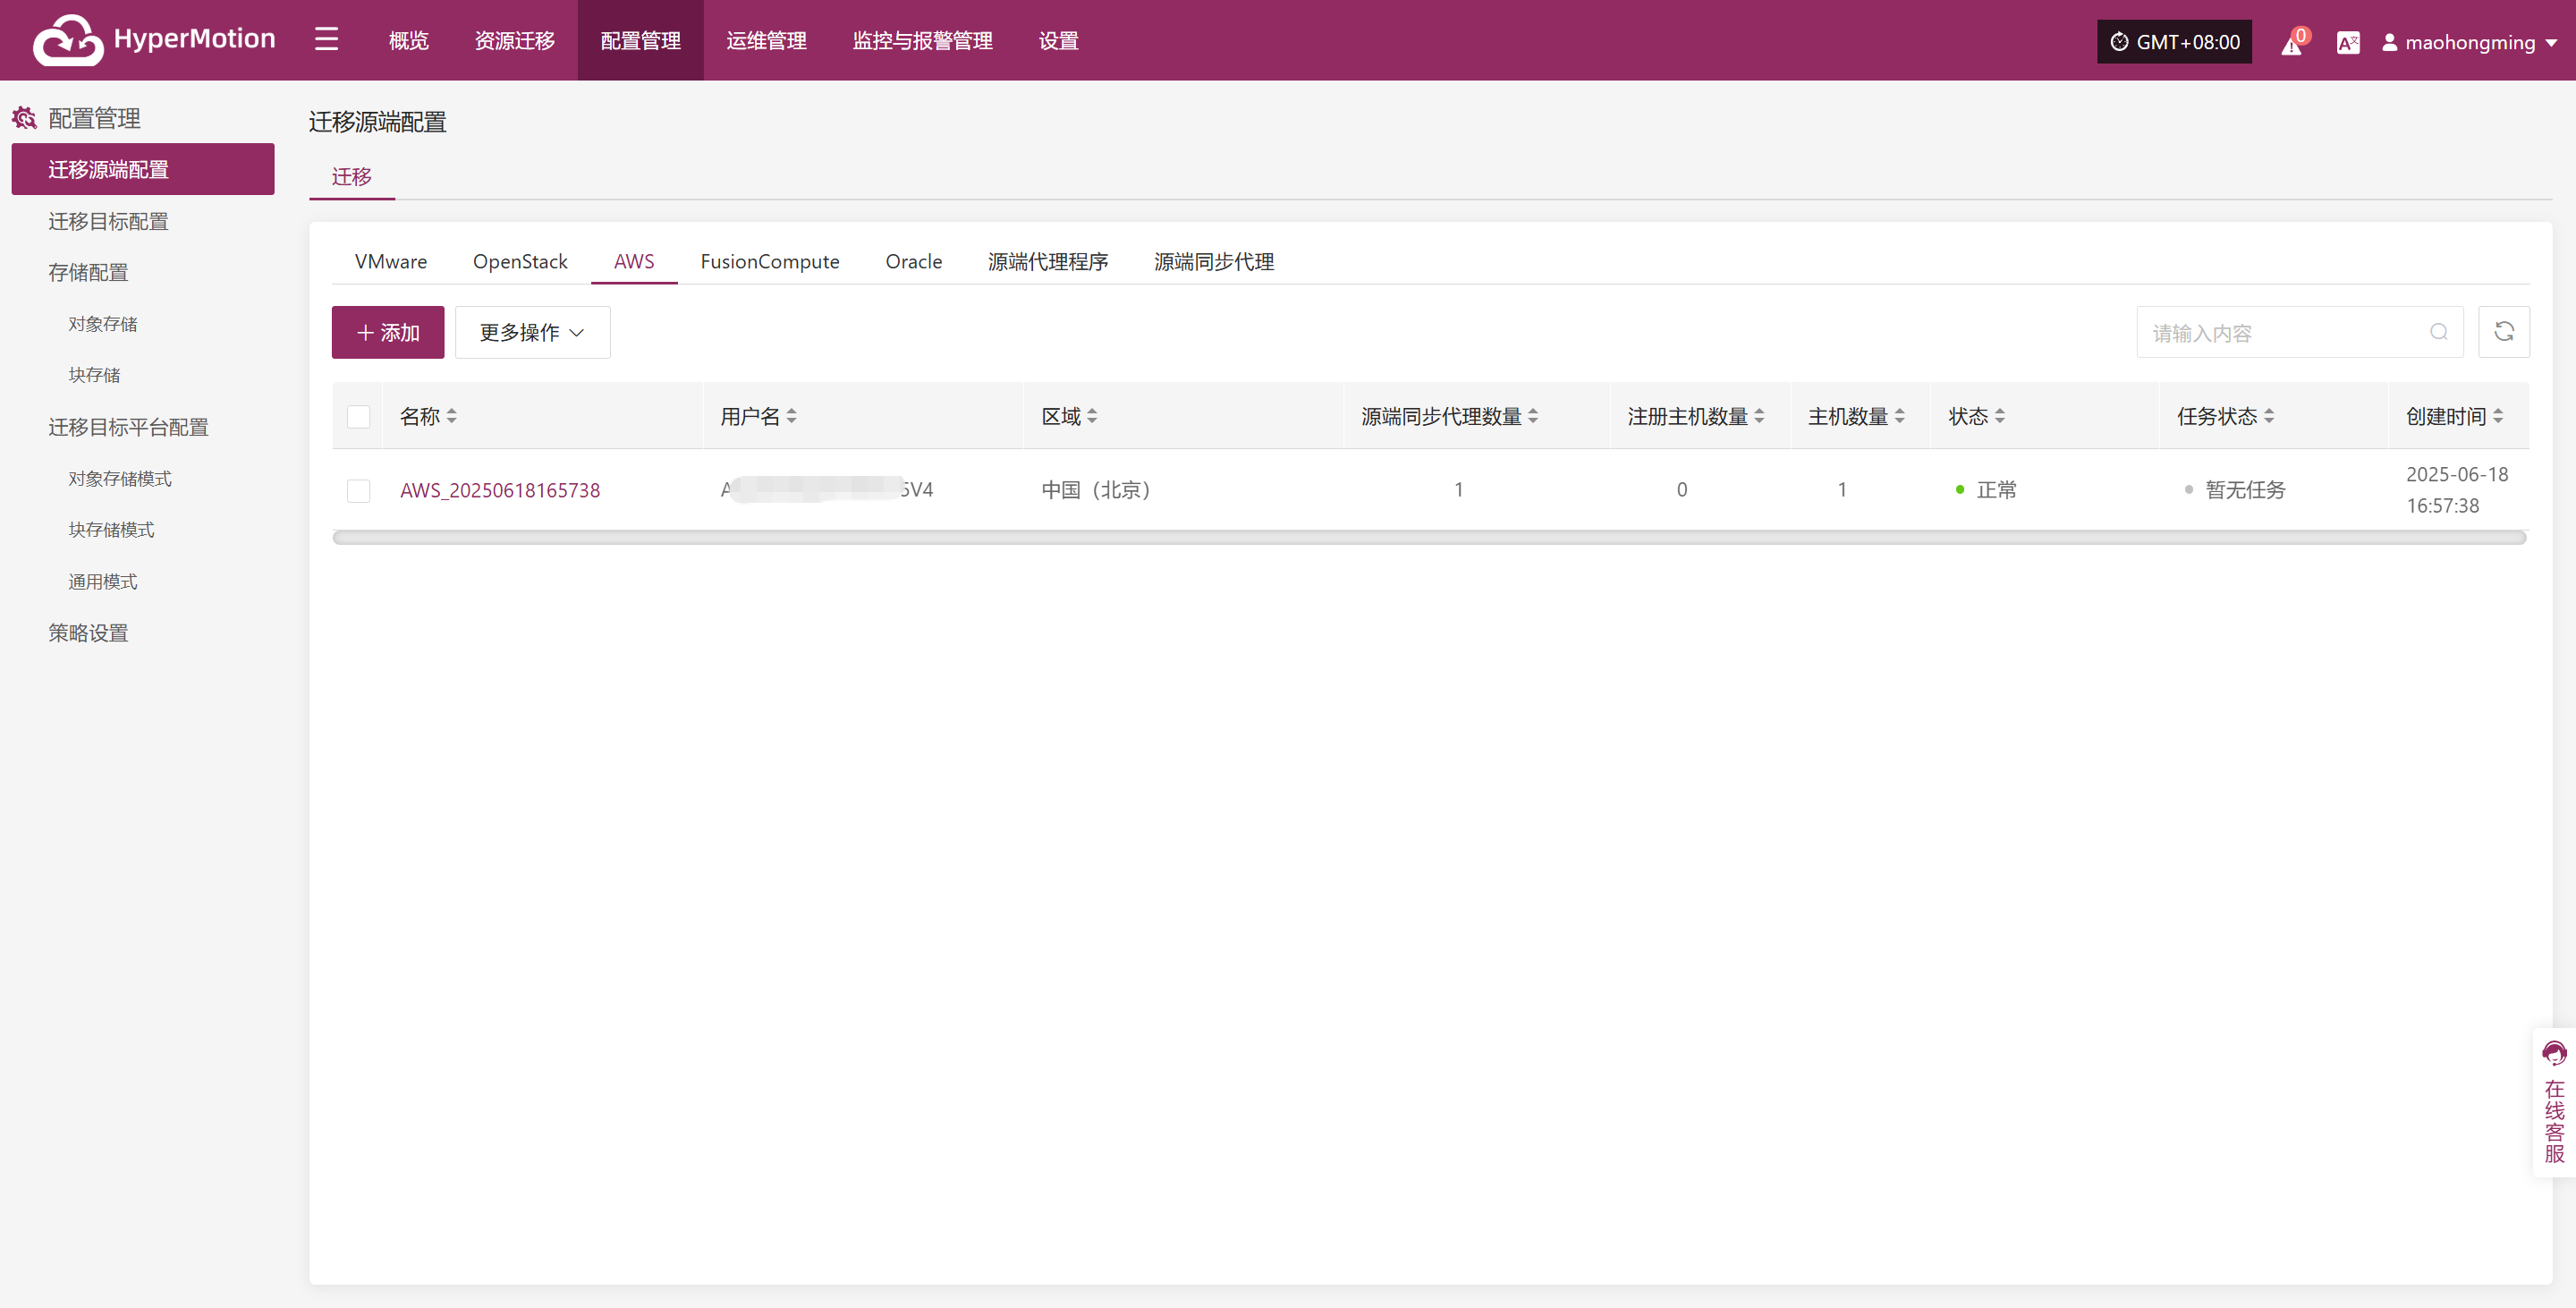 HyperMotion
概览
资源迁移
配置管理
运维管理
监控与报警管理
设置
GMT+08:00
0
maohongming
配置管理
迁移源端配置
迁移目标配置
存储配置
对象存储
块存储
迁移目标平台配置
对象存储模式
块存储模式
通用模式
策略设置
迁移源端配置
迁移
VMware
OpenStack
AWS
FusionCompute
Oracle
源端代理程序
源端同步代理
添加
更多操作
请输入内容
名称
用户名
区域
源端同步代理数量
注册主机数量
主机数量
状态
任务状态
创建时间
AWS_20250618165738
中国（北京）
1
0
1
正常
暂无任务
2025-06-18
16:57:38
在线客服